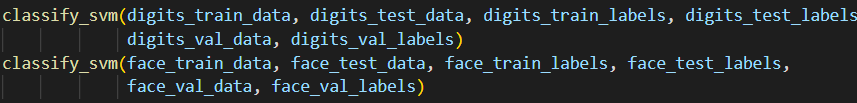 classify_svm(digits_train_data, digits_test_data, digits_train_labels, digits_test_labels
digits_val_data, digits_val_labels)
classify_svm(face_train_data, face_test_data, face_train_labels, face_test_labels,
face_val_data, face_val_labels)